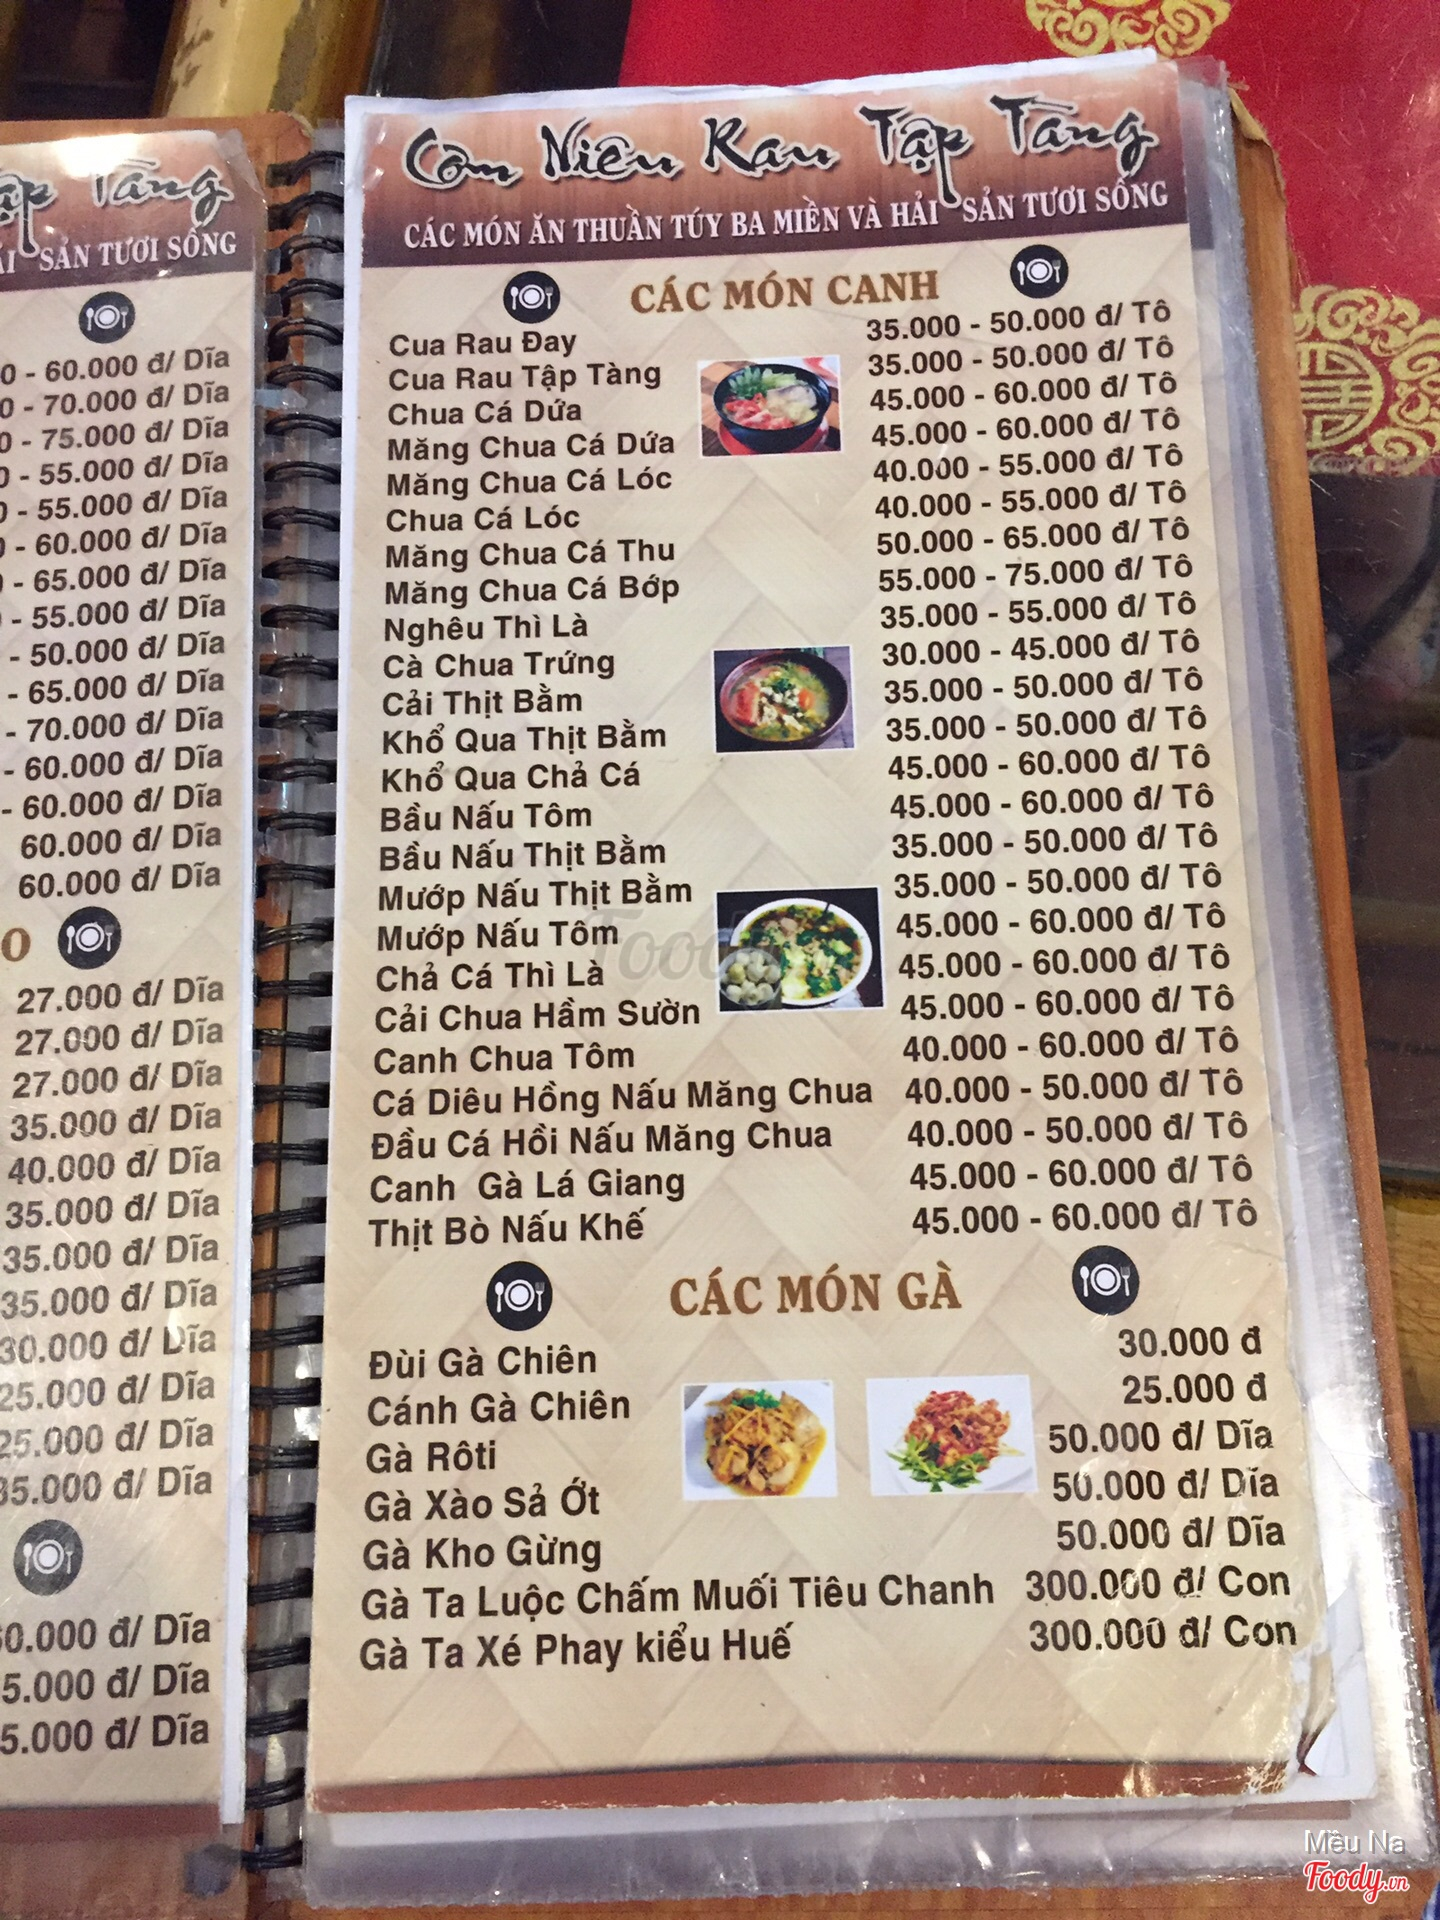 ập Tàng
ÁI SẢN TƯƠI SỐNG
0 - 60.000 đ/ Dĩa
0 - 70.000 đ/ Dĩa
0 - 75.000 đ/ Dĩa
0 - 55.000 đ/ Dĩa
0 - 55.000 đ/ Dĩa
0 - 60.000 đ/ Dĩa
- 65.000 đ/ Dĩa
- 55.000 đ/ Dĩa
- 50.000 đ/ Dĩa
- 65.000 đ/ Dĩa
- 70.000 đ/ Dĩa
- 60.000 đ/ Dĩa
- 60.000 đ/ Dĩa
60.000 đ/ Dĩa
60.000 đ/ Dĩa
O
27.000 đ/ Dĩa
27.000 đ/ Dĩa
27.000 đ/ Dĩa
35.000 đ/ Dĩa
40.000 đ/ Dĩa
35.000 đ/ Dĩa
35.000 đ/ Dĩa
35.000 đ/ Dĩa
30.000 đ/ Dĩa
25.000 đ/ Dĩa
25.000 đ/ Dĩa
35.000 đ/ Dĩa
0.000 đ/ Dĩa
5.000 đ/ Dĩa
5.000 đ/ Dĩa
Cơm Niêu Rau Tập Tàng
CÁC MÓN ĂN THUẦN TÚY BA MIỀN VÀ HẢI SẢN TƯƠI SỐNG
CÁC MÓN CANH
Cua Rau Đay 35.000 - 50.000 đ/ Tô
Cua Rau Tập Tàng 35.000 - 50.000 đ/ Tô
Chua Cá Dứa 45.000 - 60.000 đ/ Tô
Măng Chua Cá Dứa 45.000 - 60.000 đ/ Tô
Măng Chua Cá Lóc 40.000 - 55.000 đ/ Tô
Chua Cá Lóc 40.000 - 55.000 đ/ Tô
Măng Chua Cá Thu 50.000 - 65.000 đ/ Tô
Măng Chua Cá Bớp 55.000 - 75.000 đ/ Tô
Nghêu Thì Là 35.000 - 55.000 đ/ Tô
Cà Chua Trứng 30.000 - 45.000 đ/ Tô
Cải Thịt Bằm 35.000 - 50.000 đ/ Tô
Khổ Qua Thịt Bằm 35.000 - 50.000 đ/ Tô
Khổ Qua Chả Cá 45.000 - 60.000 đ/ Tô
Bầu Nấu Tôm 45.000 - 60.000 đ/ Tô
Bầu Nấu Thịt Bằm 35.000 - 50.000 đ/ Tô
Mướp Nấu Thịt Bằm 35.000 - 50.000 đ/ Tô
Mướp Nấu Tôm 45.000 - 60.000 đ/ Tô
Chả Cá Thì Là 45.000 - 60.000 đ/ Tô
Cải Chua Hầm Sườn 45.000 - 60.000 đ/ Tô
Canh Chua Tôm 40.000 - 60.000 đ/ Tô
Cá Diêu Hồng Nấu Măng Chua 40.000 - 50.000 đ/ Tô
Đầu Cá Hồi Nấu Măng Chua 40.000 - 50.000 đ/ Tô
Canh Gà Lá Giang 45.000 - 60.000 đ/ Tô
Thịt Bò Nấu Khế 45.000 - 60.000 đ/ Tô
CÁC MÓN GÀ
Đùi Gà Chiên 30.000 đ
Cánh Gà Chiên 25.000 đ
Gà Rôti 50.000 đ/ Dĩa
Gà Xào Sả Ớt 50.000 đ/ Dĩa
Gà Kho Gừng 50.000 đ/ Dĩa
Gà Ta Luộc Chấm Muối Tiêu Chanh 300.000 đ/ Con
Gà Ta Xé Phay kiểu Huế 300.000 đ/ Con
Mều Na
Foody.vn